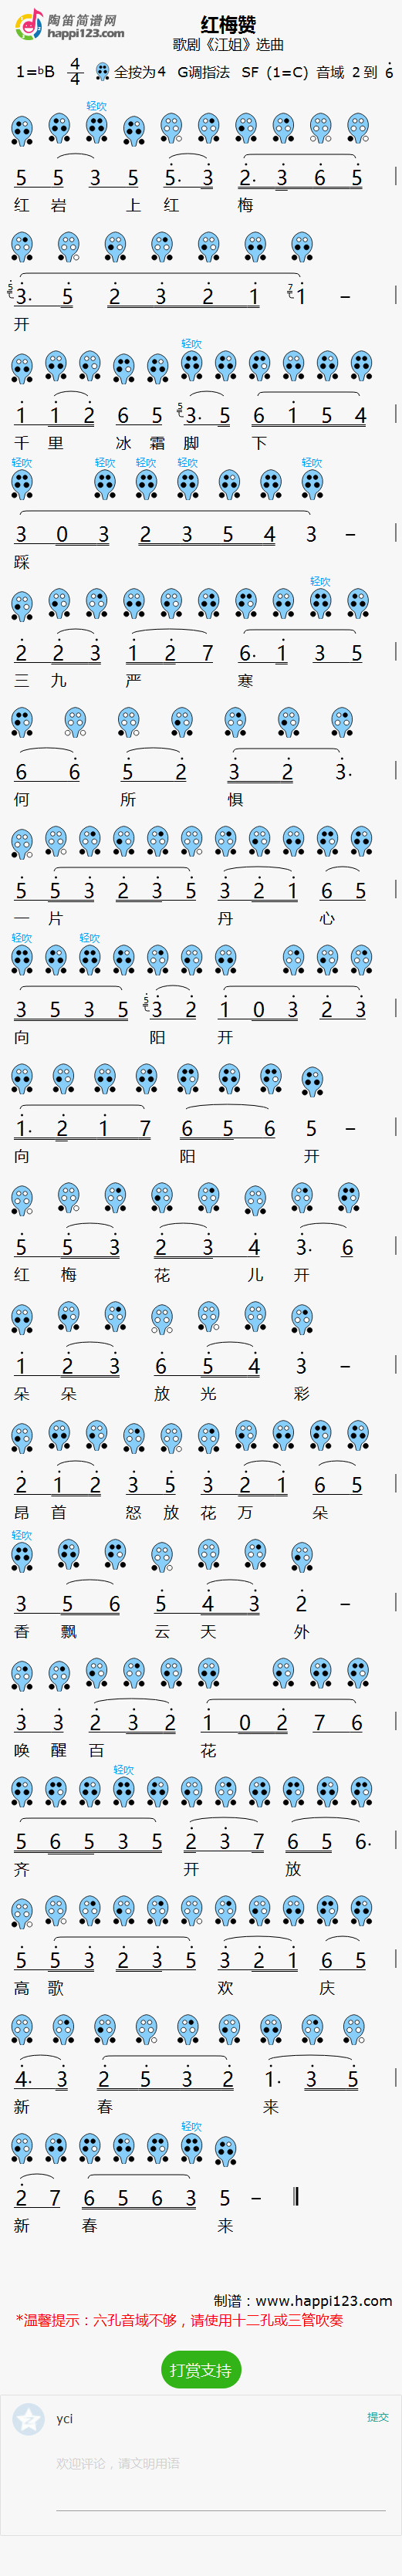 陶笛简谱网
happi123.com
红梅赞
歌剧《江姐》选曲
1=♭B 4/4 全按为4 G调指法 SF (1=C) 音域 2 到 6̇
轻吹
5 5 3 5 5̇. 3̇ 2̇. 3̇ 6̇ 5̇ |
红 岩 上 红 梅
5̇ 3̇. 5̇ 2̇ 3̇ 2̇ 1̇ 7 1̇ –
开
轻吹
1̇ 1̇ 2̇ 6 5 5̇ 3̇. 5 6 1̇ 5 4 |
千 里 冰 霜 脚 下
轻吹 轻吹 轻吹 轻吹 轻吹
3 0 3 2 3 5 4 3 – |
踩
轻吹
2̇ 2̇ 3̇ 1̇ 2̇ 7 6. 1̇ 3 5 |
三 九 严 寒
6 6̇ 5̇ 2̇ 3̇ 2̇ 3̇. |
何 所 惧
5̇ 5̇ 3̇ 2̇ 3̇ 5̇ 3̇ 2̇ 1̇ 6 5 |
一 片 丹 心
轻吹 轻吹
3 5 3 5 5̇ 3̇ 2̇ 1̇ 0 3̇ 2̇ 3̇ |
向 阳 开
1̇. 2̇ 1̇ 7 6 5 6 5 – |
向 阳 开
5̇ 5̇ 3̇ 2̇ 3̇ 4̇ 3̇. 6 |
红 梅 花 儿 开
1̇ 2̇ 3̇ 6̇ 5̇ 4̇ 3̇ – |
朵 朵 放 光 彩
2̇ 1̇ 2̇ 3̇ 5̇ 3̇ 2̇ 1̇ 6 5 |
昂 首 怒 放 花 万 朵
轻吹
3 5 6 5̇ 4̇ 3̇ 2̇ – |
香 飘 云 天 外
3̇ 3̇ 2̇ 3̇ 2̇ 1̇ 0 2̇ 7 6 |
唤 醒 百 花
轻吹
5 6 5 3 5 2̇ 3̇ 7 6 5 6. |
齐 开 放
5̇ 5̇ 3̇ 2̇ 3̇ 5̇ 3̇ 2̇ 1̇ 6 5 |
高 歌 欢 庆
4̇. 3̇ 2̇ 5̇ 3̇ 2̇ 1̇. 3̇ 5̇ |
新 春 来
轻吹
2̇ 7 6 5 6 3 5 – ‖
新 春 来
制谱：www.happi123.com
*温馨提示：六孔音域不够，请使用十二孔或三管吹奏
打赏支持
yci 提交
欢迎评论，请文明用语